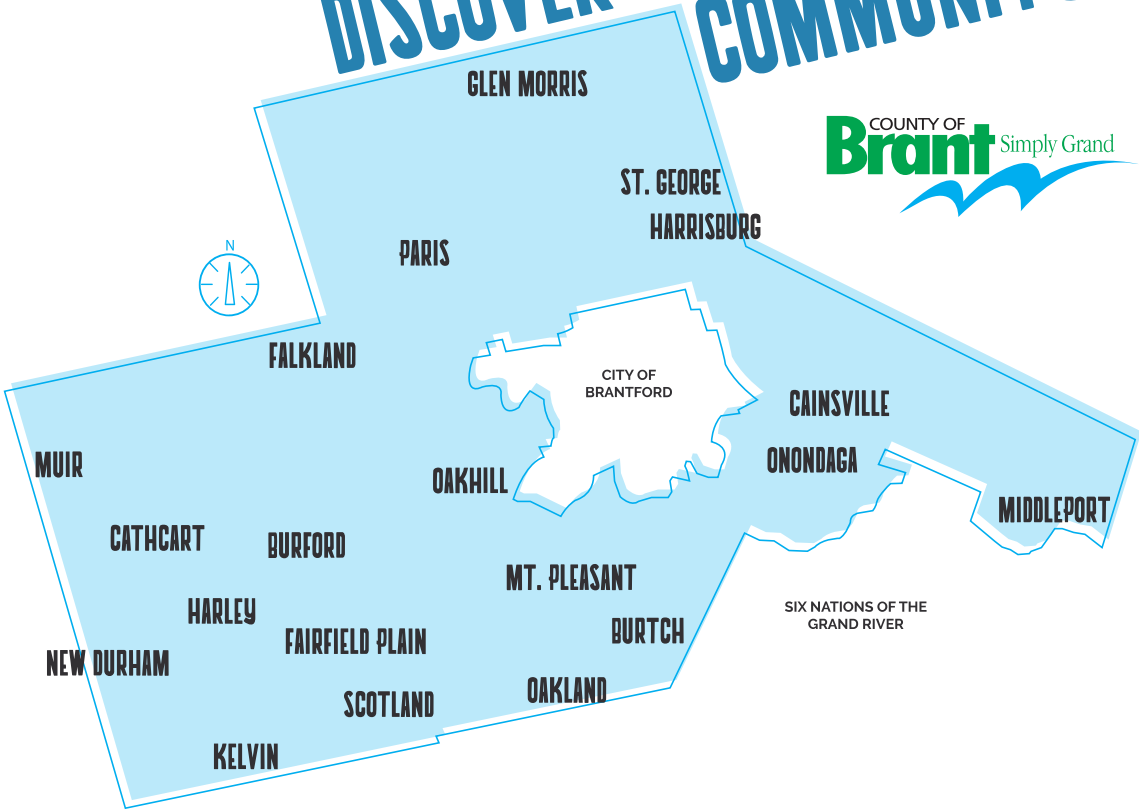 DISCOVER
COMMUNITY
GLEN MORRIS
COUNTY OF
Brant Simply Grand
ST. GEORGE
HARRISBURG
N
PARIS
FALKLAND
CITY OF
BRANTFORD
CAINSVILLE
MUIR
ONONDAGA
OAKHILL
MIDDLEPORT
CATHCART
BURFORD
MT. PLEASANT
HARLEY
SIX NATIONS OF THE
GRAND RIVER
BURTCH
FAIRFIELD PLAIN
NEW DURHAM
OAKLAND
SCOTLAND
KELVIN